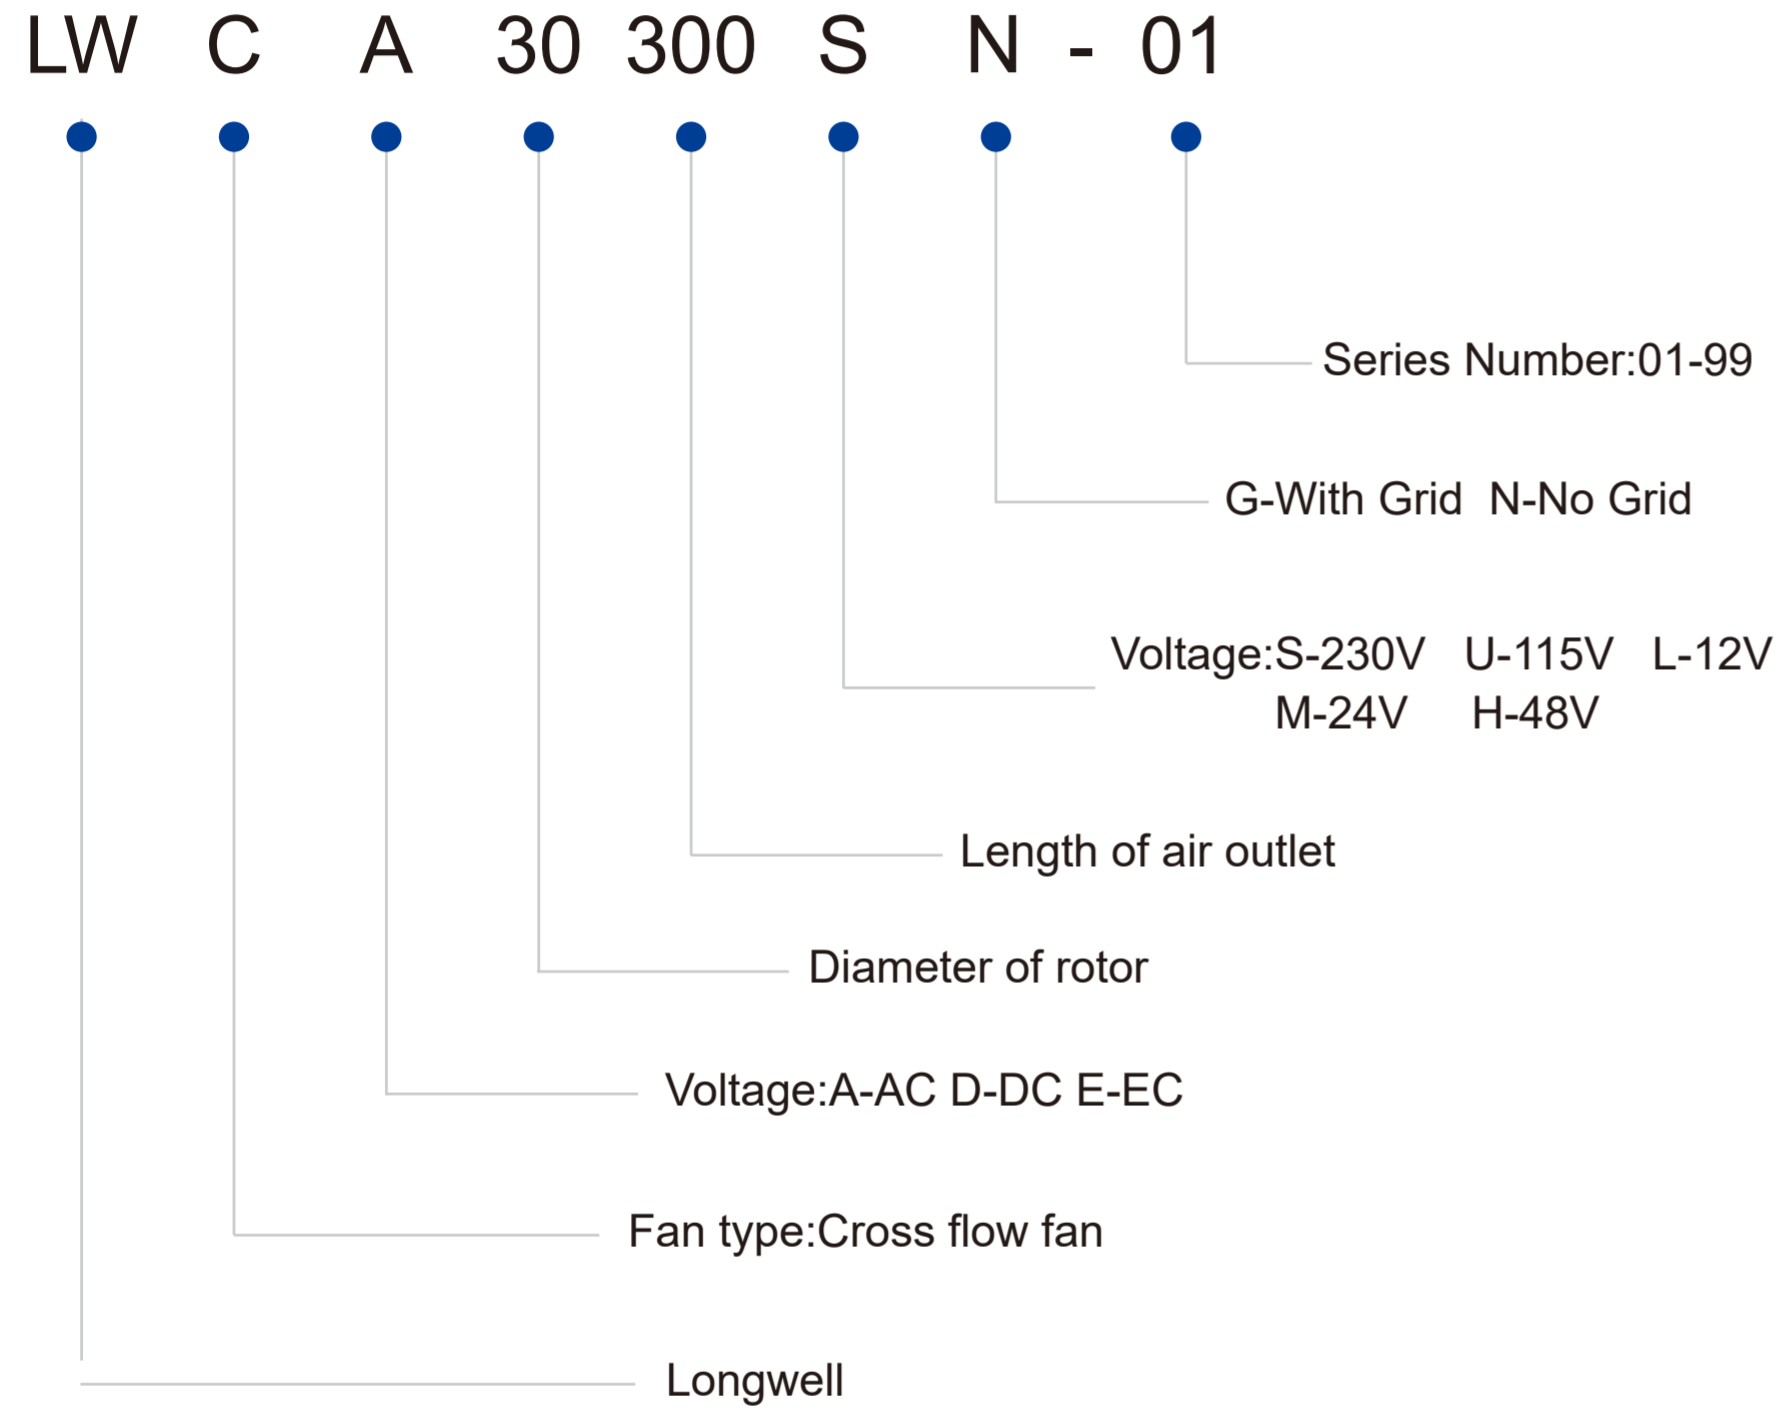 LW C A 30 300 S N - 01
Series Number:01-99
G-With Grid N-No Grid
Voltage:S-230V U-115V L-12V
M-24V H-48V
Length of air outlet
Diameter of rotor
Voltage:A-AC D-DC E-EC
Fan type:Cross flow fan
Longwell